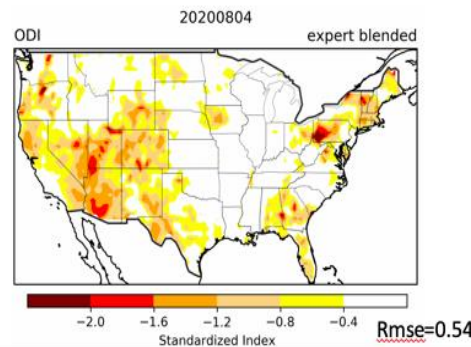 20200804
ODI expert blended
−2.0 −1.6 −1.2 −0.8 −0.4
Standardized Index
Rmse=0.54